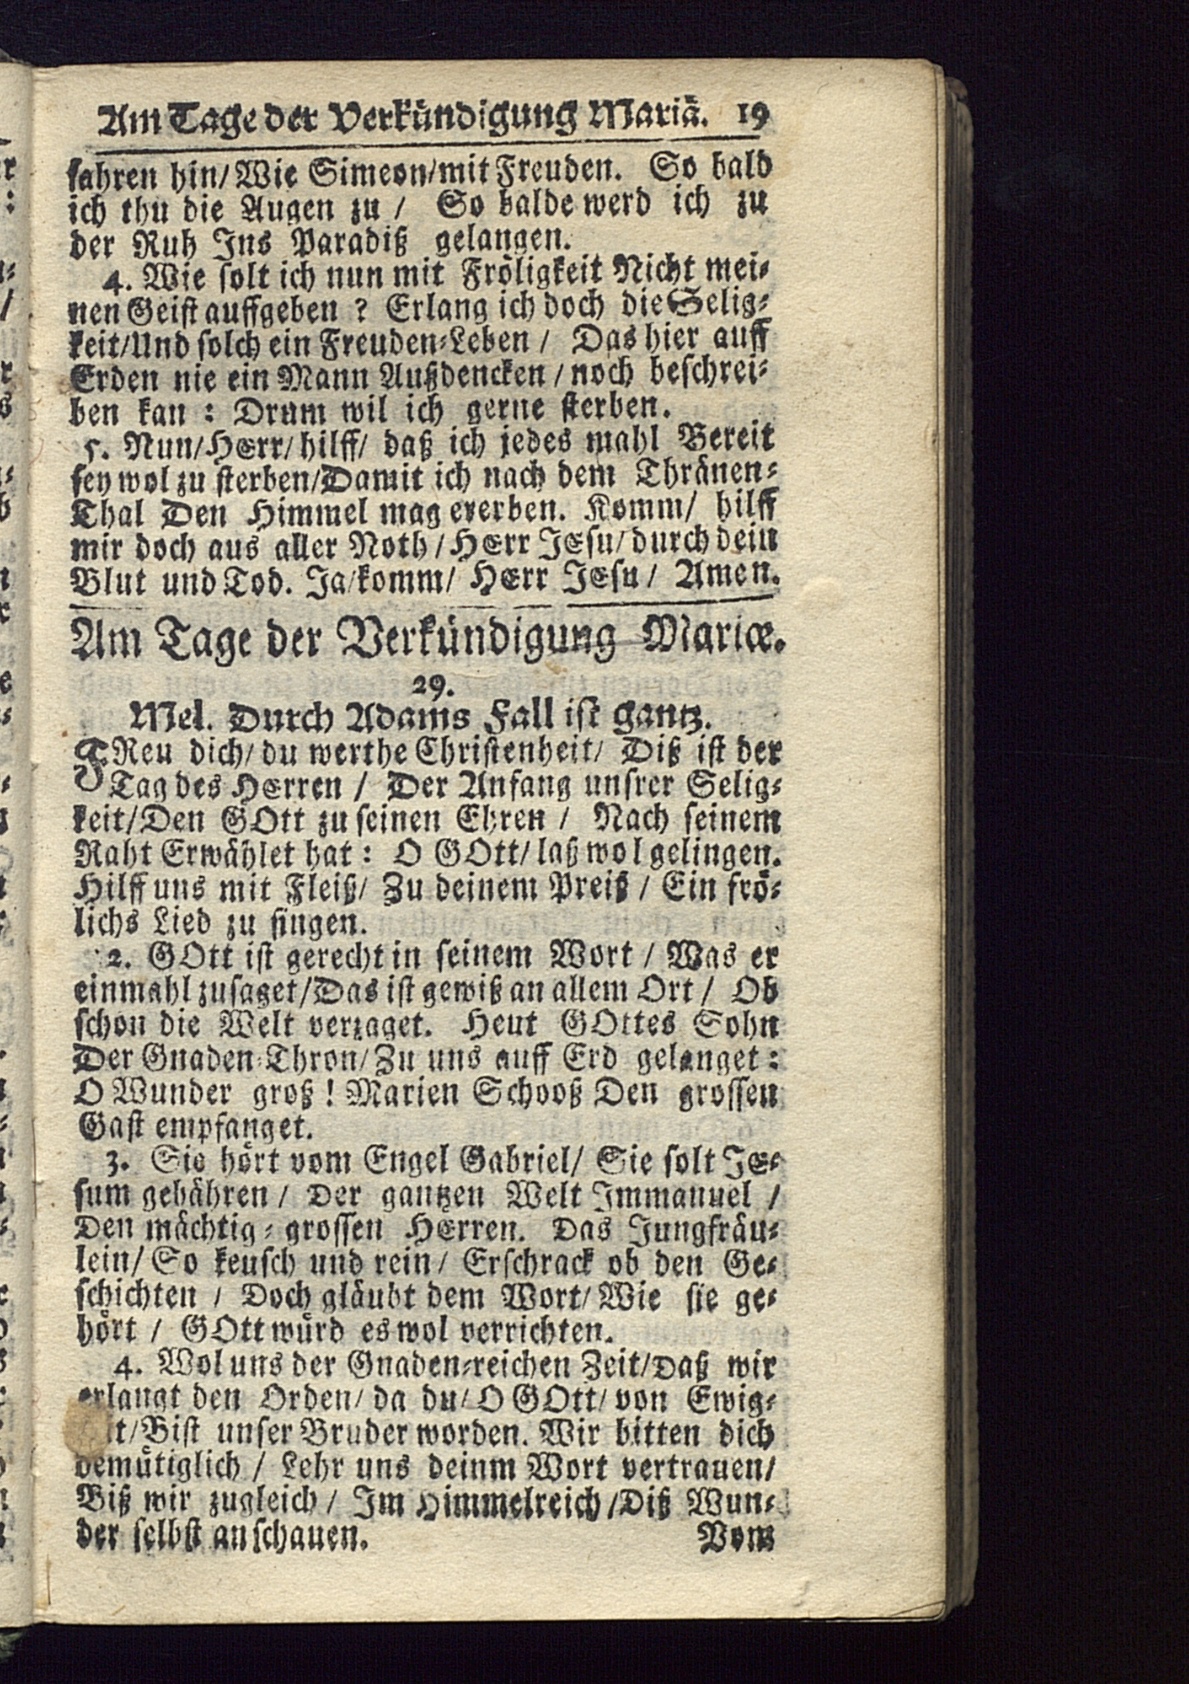 Am Tage der Verkündigung Mariä. 19
fahren hin/ Wie Simeon/ mit Freuden. So bald
ich thu die Augen zu / So balde werd ich zu
der Ruh Ins Paradiß gelangen.
4. Wie solt ich nun mit Fröligkeit Nicht mei-
nen Geist auffgeben ? Erlang ich doch die Selig-
keit/ Und solch ein Freuden-Leben / Das hier auff
Erden nie ein Mann Außdencken / noch beschrei-
ben kan : Drum wil ich gerne sterben.
5. Nun/ HErr/ hilff/ daß ich jedes mahl Bereit
sey wol zu sterben/ Damit ich nach dem Thränen-
Thal Den Himmel mag ererben. Komm/ hilff
mir doch aus aller Noth / HErr JEsu/ durch dein
Blut und Tod. Ja/ komm/ HErr JEsu / Amen.
Am Tage der Verkündigung Mariæ.
29.
Mel. Durch Adams Fall ist gantz.
FReu dich/ du werthe Christenheit/ Diß ist der
Tag des HErren / Der Anfang unsrer Selig-
keit/ Den GOtt zu seinen Ehren / Nach seinem
Raht Erwählet hat : O GOtt/ laß wol gelingen.
Hilff uns mit Fleiß/ Zu deinem Preiß / Ein frö-
lichs Lied zu singen.
2. GOtt ist gerecht in seinem Wort / Was er
einmahl zusaget/ Das ist gewiß an allem Ort / Ob
schon die Welt verzaget. Heut GOttes Sohn
Der Gnaden-Thron/ Zu uns auff Erd gelanget :
O Wunder groß ! Marien Schooß Den grossen
Gast empfanget.
3. Sie hört vom Engel Gabriel/ Sie solt JE-
sum gebähren / Der gantzen Welt Immanuel /
Den mächtig-grossen HErren. Das Jungfräu-
lein/ So keusch und rein/ Erschrack ob den Ge-
schichten / Doch gläubt dem Wort/ Wie sie ge-
hört / GOtt würd es wol verrichten.
4. Wol uns der Gnaden-reichen Zeit/ Daß wir
erlangt den Orden/ da du/ O GOtt/ von Ewig-
/ Bist unser Bruder worden. Wir bitten dich
demütiglich / Lehr uns deinm Wort vertrauen/
Biß wir zugleich / Im Himmelreich / Diß Wun-
der selbst anschauen. Vom